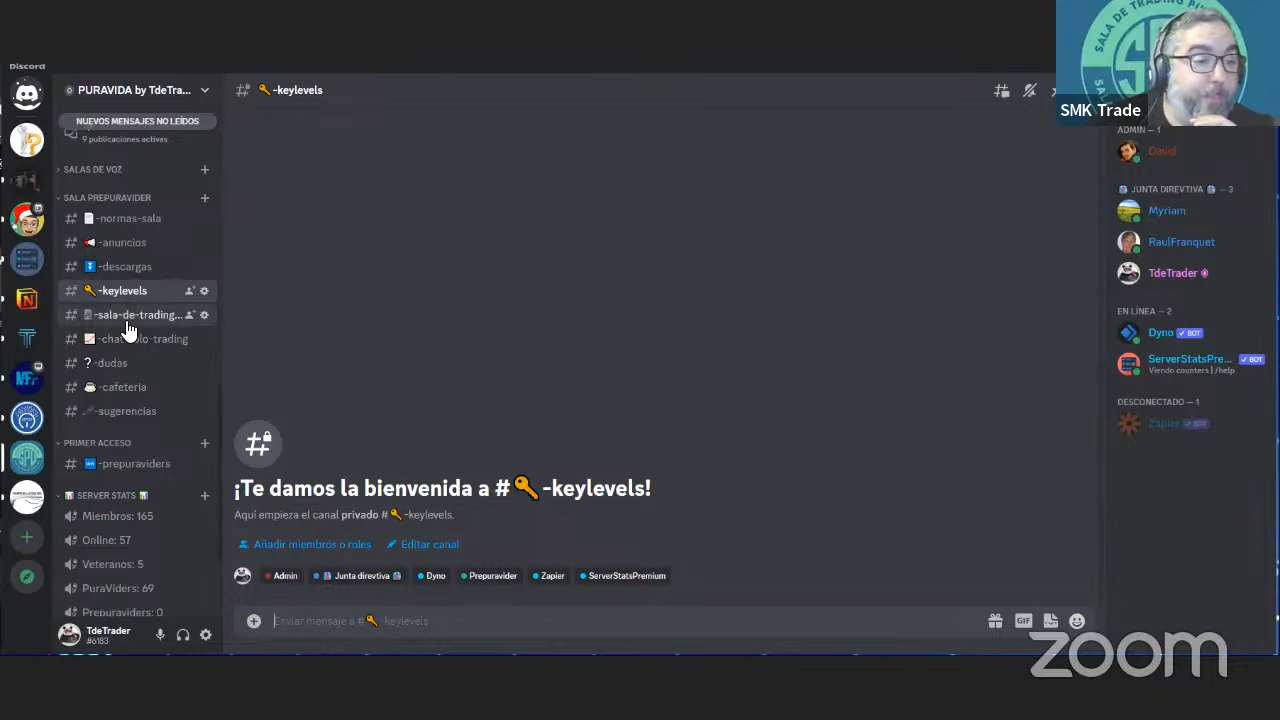 Discord
PURAVIDA by TdeTra...
NUEVOS MENSAJES NO LEÍDOS
9 publicaciones activas
SALAS DE VOZ
SALA PREPURAVIDER
-normas-sala
-anuncios
-descargas
-keylevels
-sala-de-trading...
-dudas
-cafeteria
-sugerencias
PRIMER ACCESO
-prepuraviders
SERVER STATS
Miembros: 165
Online: 57
Veteranos: 5
PuraViders: 69
Prepuraviders: 0
TdeTrader
#6183
# 🔑-keylevels
¡Te damos la bienvenida a #🔑-keylevels!
Aquí empieza el canal privado #🔑-keylevels.
Añadir miembros o roles Editar canal
Admin Junta direvtiva Dyno Prepuravider Zapier ServerStatsPremium
Enviar mensaje a #🔑-keylevels
GIF
SALA DE TRADING
SMK Trade
ADMIN — 1
David
JUNTA DIREVTIVA — 3
Myriam
RaulFranquet
TdeTrader
EN LÍNEA — 2
Dyno ✓ BOT
ServerStatsPre... ✓ BOT
Viendo counters | /help
DESCONECTADO — 1
Zapier ✓ BOT
zoom